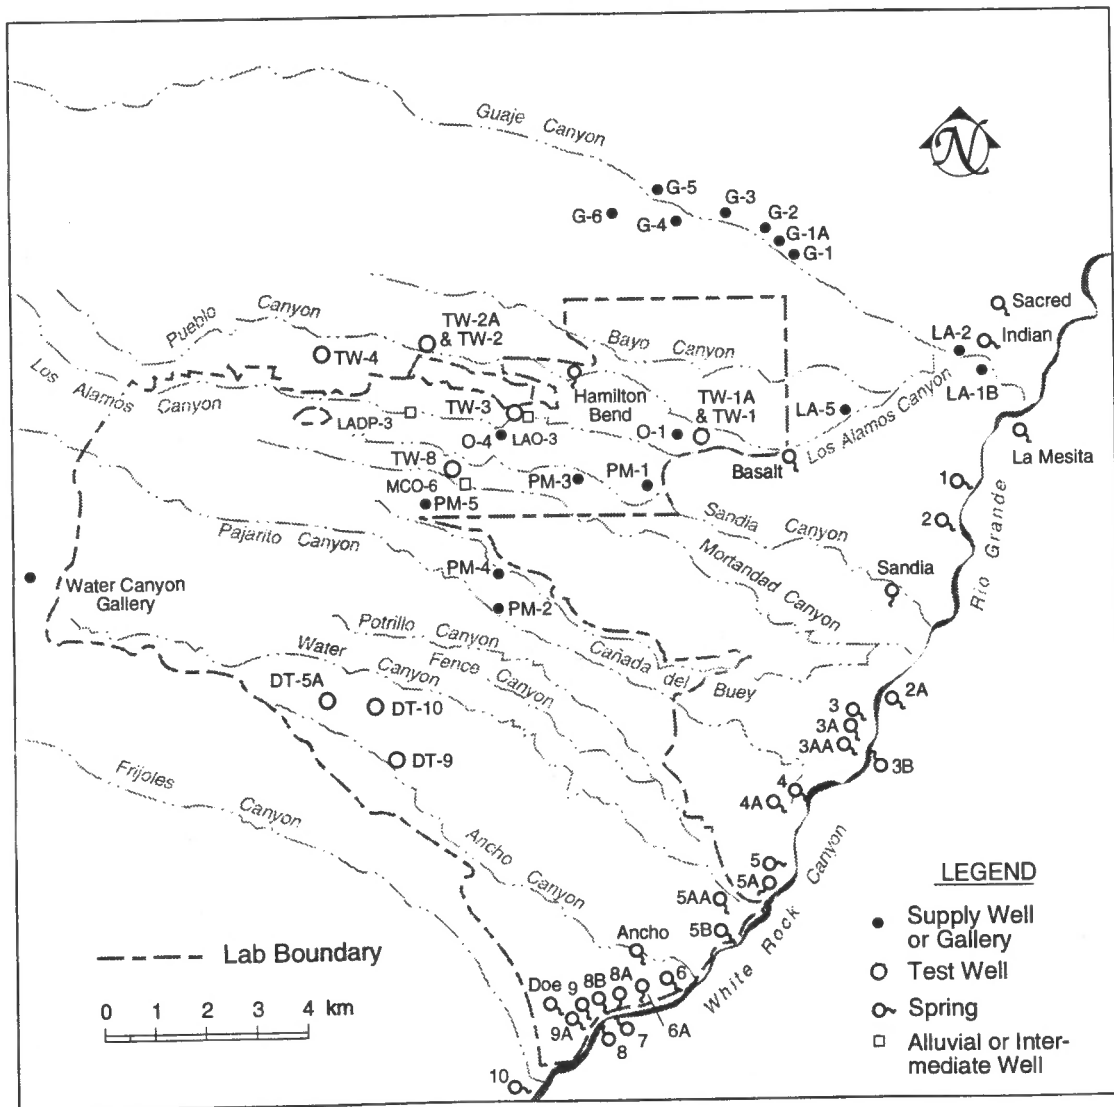 Guaje Canyon
N
G-5
G-3
G-6
G-4
G-2
G-1A
G-1
Sacred
LA-2
Indian
Pueblo Canyon
TW-2A
& TW-2
TW-4
Bayo Canyon
LA-1B
Los Alamos Canyon
Hamilton
Bend
TW-1A
& TW-1
LA-5
Los Alamos Canyon
LADP-3
TW-3
O-4
LAO-3
O-1
Basalt
La Mesita
TW-8
MCO-6
PM-3
PM-1
PM-5
1
2
Rio Grande
Sandia Canyon
Mortandad Canyon
Sandia
Pajarito Canyon
PM-4
PM-2
Water Canyon
Gallery
Potrillo Canyon
Water Canyon
Fence Canyon
Cañada del Buey
DT-5A
DT-10
DT-9
2A
3
3A
3AA
3B
4
4A
Frijoles Canyon
Ancho Canyon
5
5A
5AA
5B
White Rock Canyon
Ancho
Doe
9
8B
8A
6
9A
8
7
6A
10
Lab Boundary
0 1 2 3 4 km
LEGEND
Supply Well
or Gallery
Test Well
Spring
Alluvial or Inter-
mediate Well